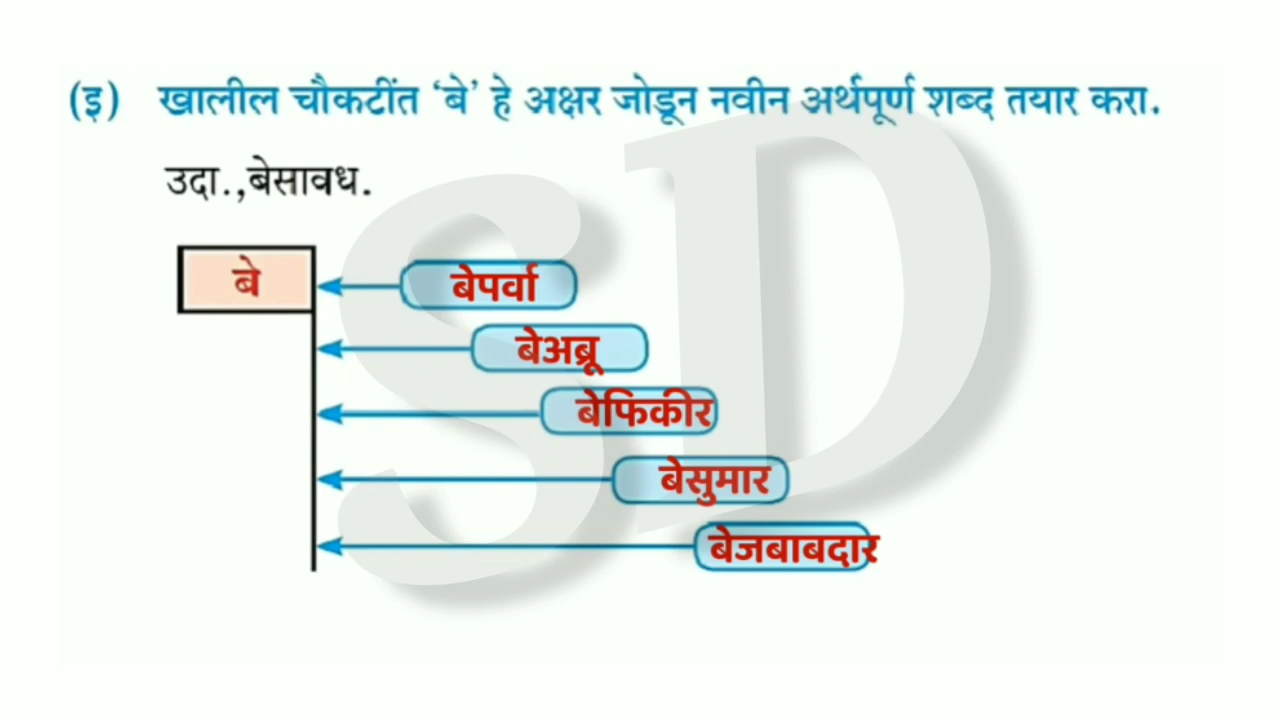 (इ) खालील चौकटींत ‘बे’ हे अक्षर जोडून नवीन अर्थपूर्ण शब्द तयार करा.
उदा.,बेसावध.
बे
बेपर्वा
बेअब्रू
बेफिकीर
बेसुमार
बेजबाबदार
SD